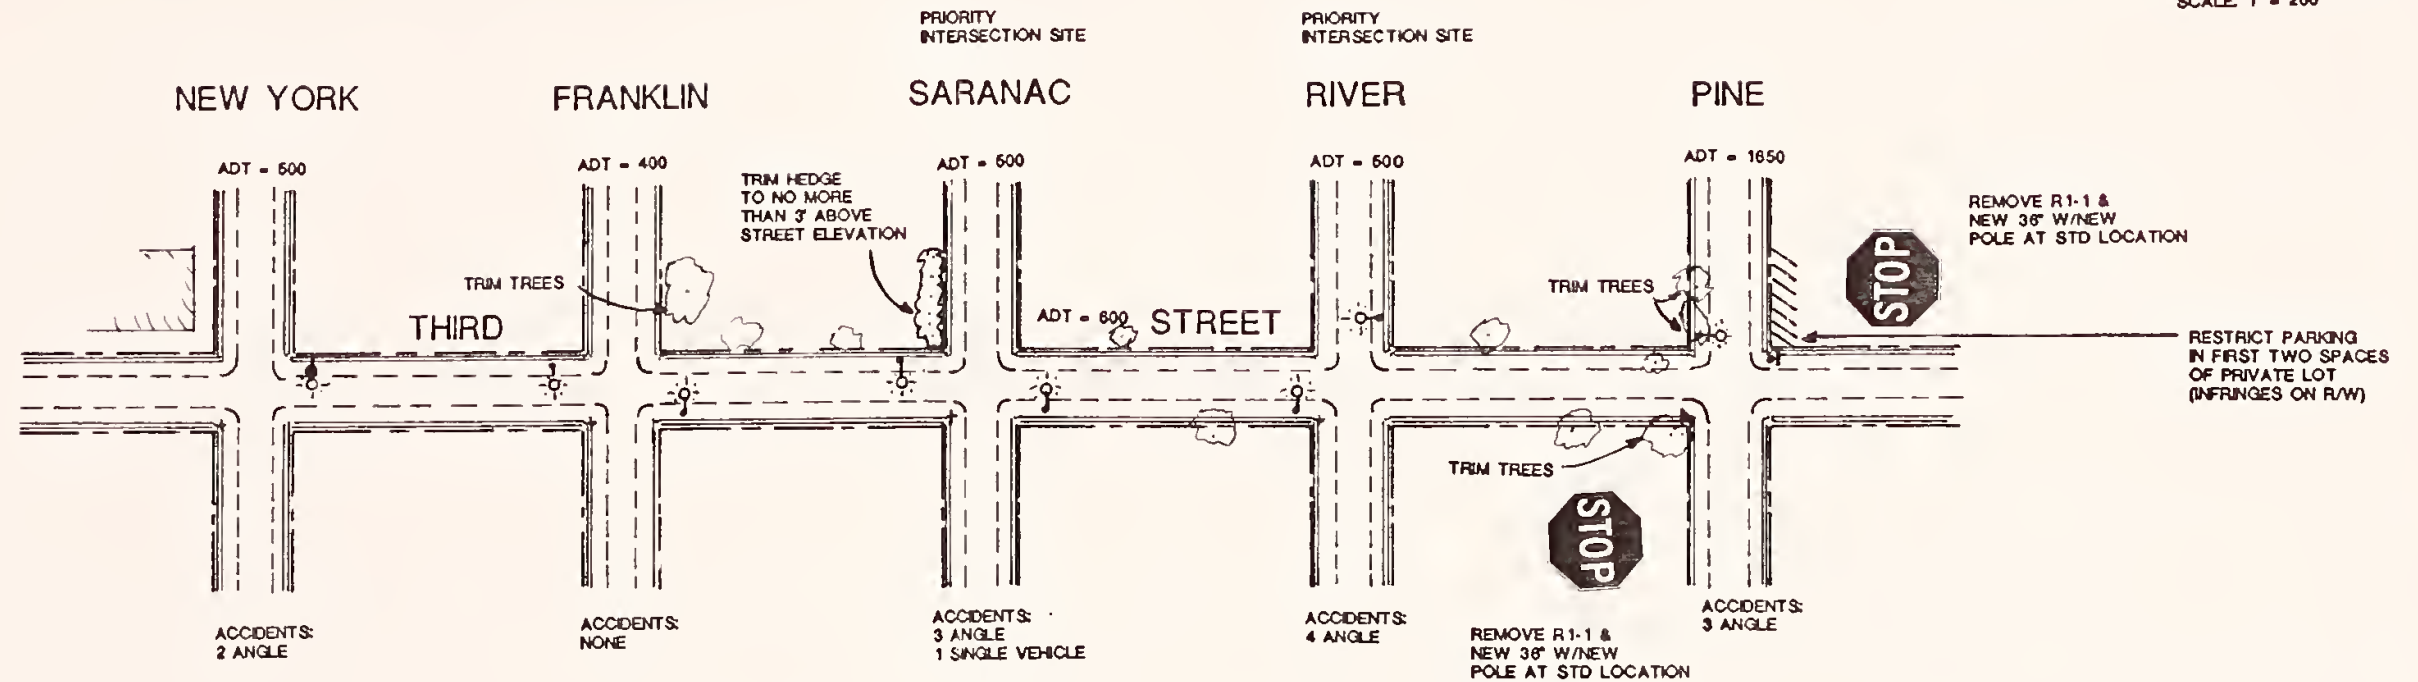 PRIORITY
INTERSECTION SITE
PRIORITY
INTERSECTION SITE
NEW YORK
FRANKLIN
SARANAC
RIVER
PINE
ADT = 500
ADT = 400
ADT = 500
ADT = 500
ADT = 1650
TRIM HEDGE
TO NO MORE
THAN 3' ABOVE
STREET ELEVATION
REMOVE R1-1 &
NEW 36" W/NEW
POLE AT STD LOCATION
STOP
TRIM TREES
TRIM TREES
THIRD
ADT = 600
STREET
RESTRICT PARKING
IN FIRST TWO SPACES
OF PRIVATE LOT
(INFRINGES ON R/W)
TRIM TREES
STOP
ACCIDENTS:
2 ANGLE
ACCIDENTS:
NONE
ACCIDENTS:
3 ANGLE
1 SINGLE VEHICLE
ACCIDENTS:
4 ANGLE
REMOVE R1-1 &
NEW 36" W/NEW
POLE AT STD LOCATION
ACCIDENTS:
3 ANGLE